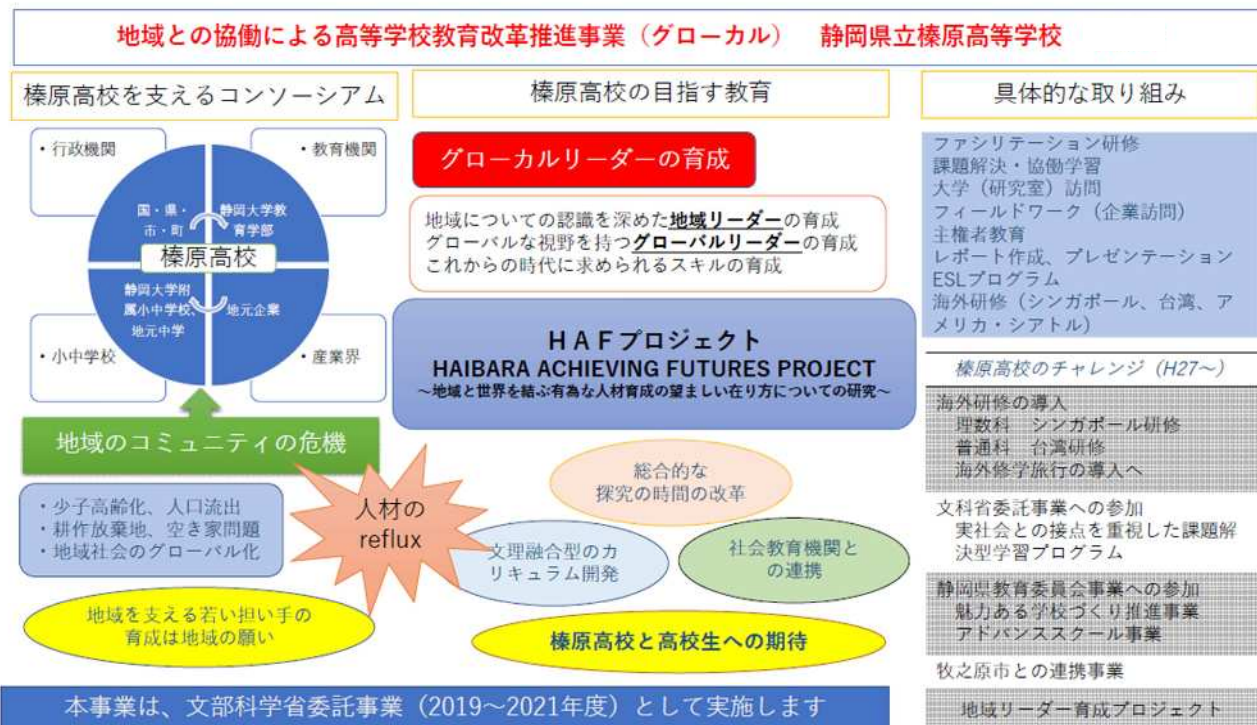 地域との協働による高等学校教育改革推進事業（グローカル）　静岡県立榛原高等学校
榛原高校を支えるコンソーシアム
・行政機関
・教育機関
国・県・
市・町
静岡大学教
育学部
榛原高校
静岡大学附
属小中学校、
地元中学
地元企業
・小中学校
・産業界
地域のコミュニティの危機
・少子高齢化、人口流出
・耕作放棄地、空き家問題
・地域社会のグローバル化
人材の
reflux
地域を支える若い担い手の
育成は地域の願い
榛原高校の目指す教育
グローカルリーダーの育成
地域についての認識を深めた地域リーダーの育成
グローバルな視野を持つグローバルリーダーの育成
これからの時代に求められるスキルの育成
ＨＡＦプロジェクト
HAIBARA ACHIEVING FUTURES PROJECT
～地域と世界を結ぶ有為な人材育成の望ましい在り方についての研究～
総合的な
探究の時間の改革
文理融合型のカ
リキュラム開発
社会教育機関と
の連携
榛原高校と高校生への期待
具体的な取り組み
ファシリテーション研修
課題解決・協働学習
大学（研究室）訪問
フィールドワーク（企業訪問）
主権者教育
レポート作成、プレゼンテーション
ESLプログラム
海外研修（シンガポール、台湾、ア
メリカ・シアトル）
榛原高校のチャレンジ（H27～）
海外研修の導入
理数科　シンガポール研修
普通科　台湾研修
海外修学旅行の導入へ
文科省委託事業への参加
実社会との接点を重視した課題解
決型学習プログラム
静岡県教育委員会事業への参加
魅力ある学校づくり推進事業
アドバンススクール事業
牧之原市との連携事業
地域リーダー育成プロジェクト
本事業は、文部科学省委託事業（2019～2021年度）として実施します